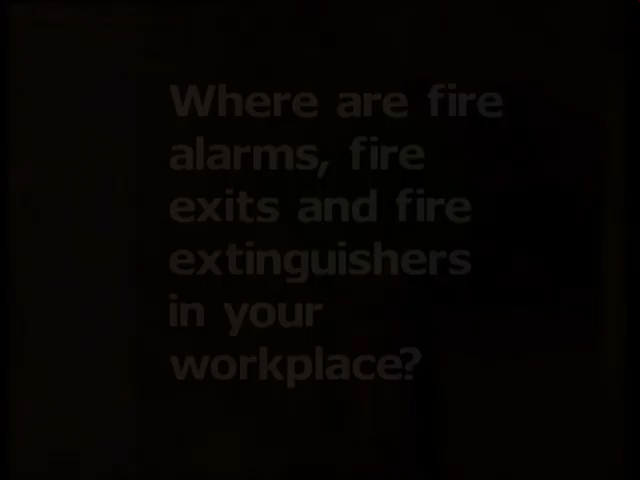 Where are fire
alarms, fire
exits and fire
extinguishers
in your
workplace?